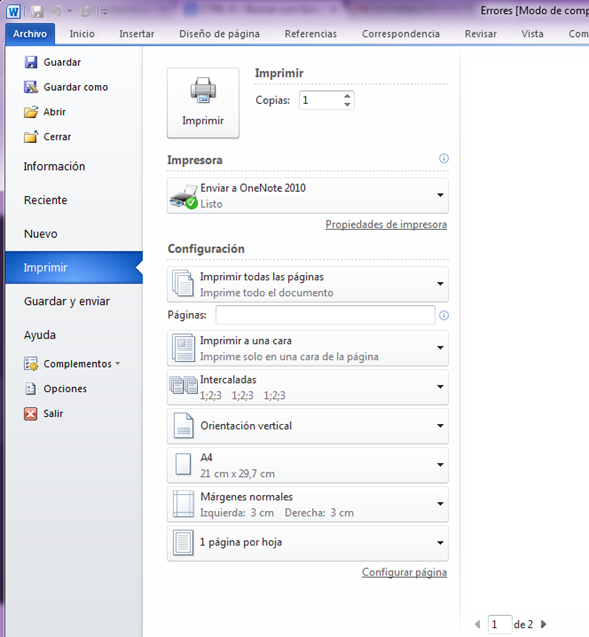 Errores [Modo de comp
Archivo Inicio Insertar Diseño de página Referencias Correspondencia Revisar Vista Com
Guardar
Guardar como
Abrir
Cerrar
Información
Reciente
Nuevo
Imprimir
Guardar y enviar
Ayuda
Complementos
Opciones
Salir
Imprimir
Imprimir
Copias: 1
Impresora
Enviar a OneNote 2010
Listo
Propiedades de impresora
Configuración
Imprimir todas las páginas
Imprime todo el documento
Páginas:
Imprimir a una cara
Imprime solo en una cara de la página
Intercaladas
1;2;3 1;2;3 1;2;3
Orientación vertical
A4
21 cm x 29,7 cm
Márgenes normales
Izquierda: 3 cm Derecha: 3 cm
1 página por hoja
Configurar página
1 de 2